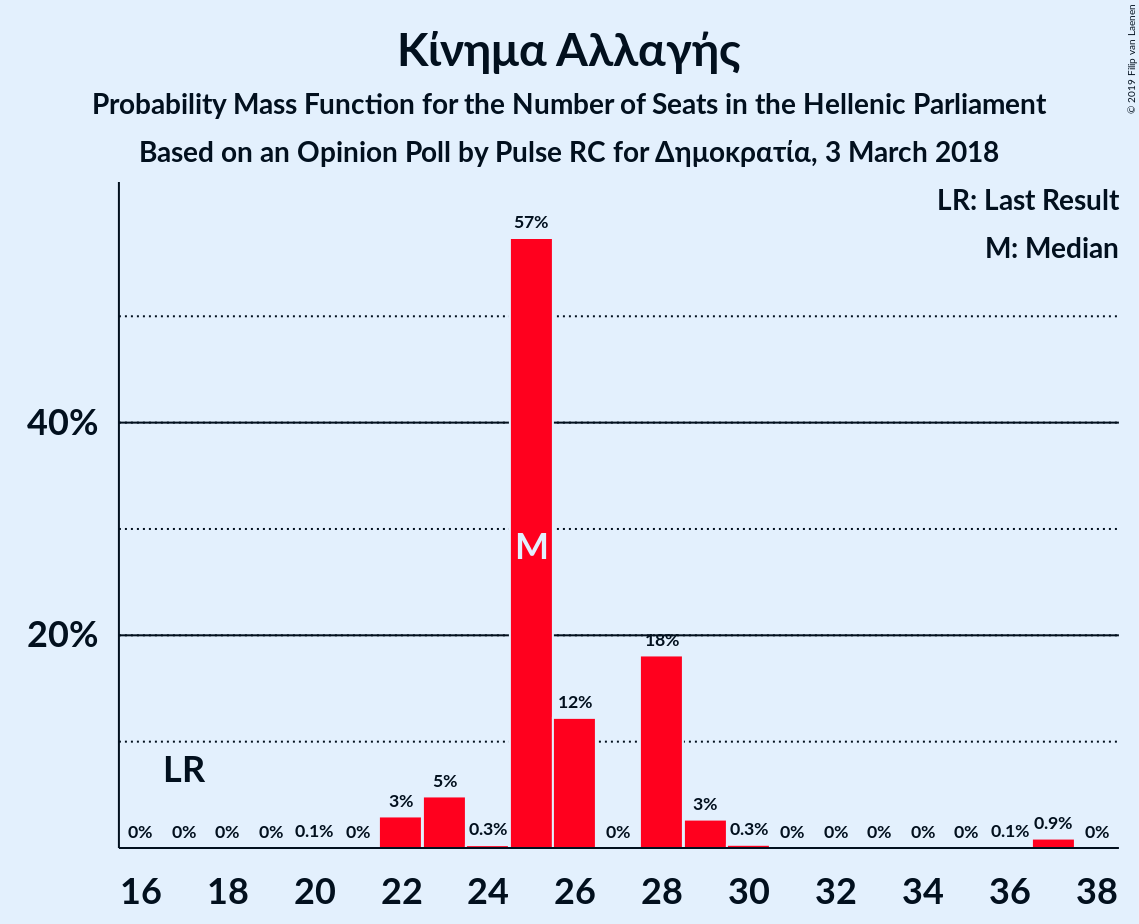 Κίνημα Αλλαγής
Probability Mass Function for the Number of Seats in the Hellenic Parliament
Based on an Opinion Poll by Pulse RC for Δημοκρατία, 3 March 2018
© 2019 Filip van Laenen
LR: Last Result
M: Median
57%
40%
M
20%
18%
12%
LR
5%
3%
3%
0% 0% 0% 0% 0.1% 0% 0.3% 0% 0.3% 0% 0% 0% 0% 0% 0.1% 0.9% 0%
16 18 20 22 24 26 28 30 32 34 36 38